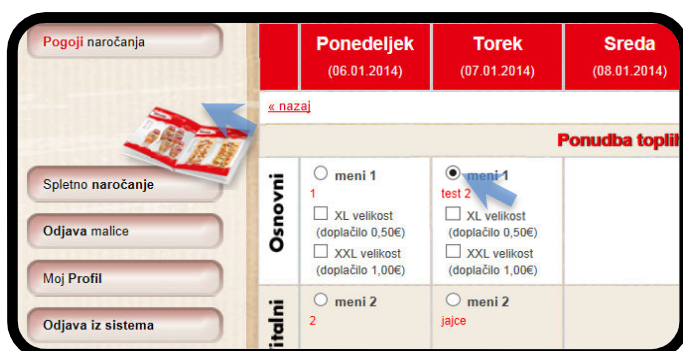 Pogoji naročanja
Spletno naročanje
Odjava malice
Moj Profil
Odjava iz sistema
Ponedeljek
(06.01.2014)
Torek
(07.01.2014)
Sreda
(08.01.2014)
« nazaj
Ponudba toplih
Osnovni
meni 1
1
XL velikost
(doplačilo 0,50€)
XXL velikost
(doplačilo 1,00€)
meni 1
test 2
XL velikost
(doplačilo 0,50€)
XXL velikost
(doplačilo 1,00€)
italni
meni 2
2
meni 2
jajce